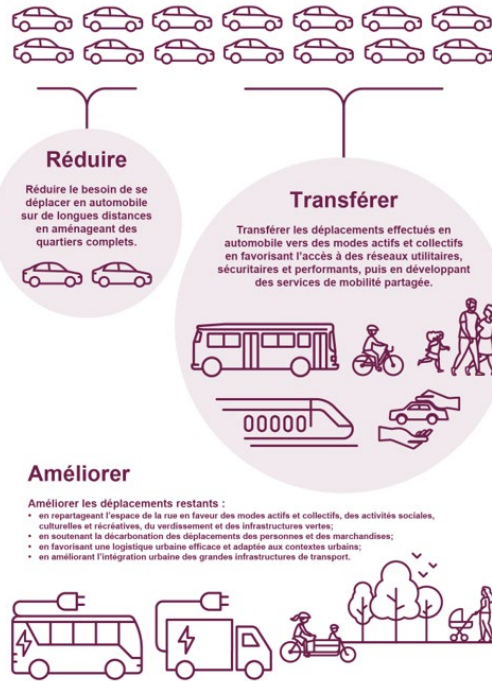 Réduire
Réduire le besoin de se
déplacer en automobile
sur de longues distances
en aménageant des
quartiers complets.
Transférer
Transférer les déplacements effectués en
automobile vers des modes actifs et collectifs
en favorisant l'accès à des réseaux utilitaires,
sécuritaires et performants, puis en développant
des services de mobilité partagée.
Améliorer
Améliorer les déplacements restants :
• en repartageant l'espace de la rue en faveur des modes actifs et collectifs, des activités sociales,
culturelles et récréatives, du verdissement et des infrastructures vertes;
• en soutenant la décarbonation des déplacements des personnes et des marchandises;
• en favorisant une logistique urbaine efficace et adaptée aux contextes urbains;
• en améliorant l'intégration urbaine des grandes infrastructures de transport.